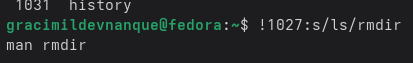 1031 history
gracimildevnanque@fedora:~$ !1027:s/ls/rmdir
man rmdir